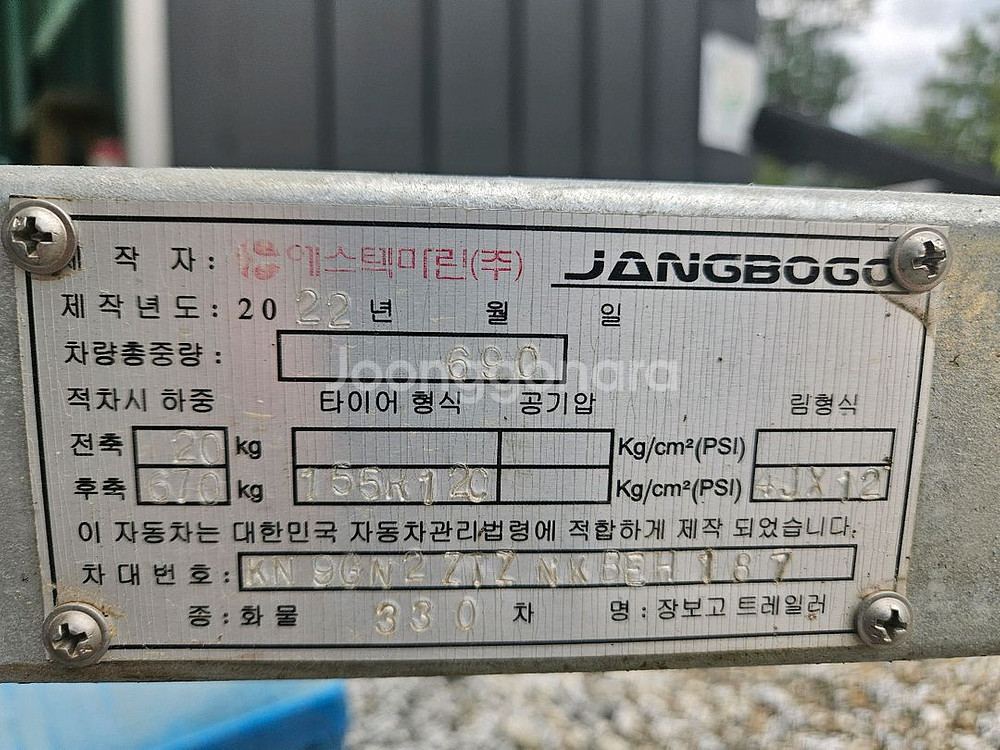 제 작 자 : 에스텍마린(주) JANGBOGO
제 작 년 도 : 20 22 년 월 일
차량총중량 : 690
Joonggonara
적차시 하중 타이어 형식 공기압 림형식
전축 20 kg Kg/cm²(PSI)
후축 670 kg 155R12C Kg/cm²(PSI) 4JX12
이 자동차는 대한민국 자동차관리법령에 적합하게 제작 되었습니다.
차 대 번 호 : KN9GN2 NKBEH187
종 : 화 물 330 차 명 : 장보고 트레일러